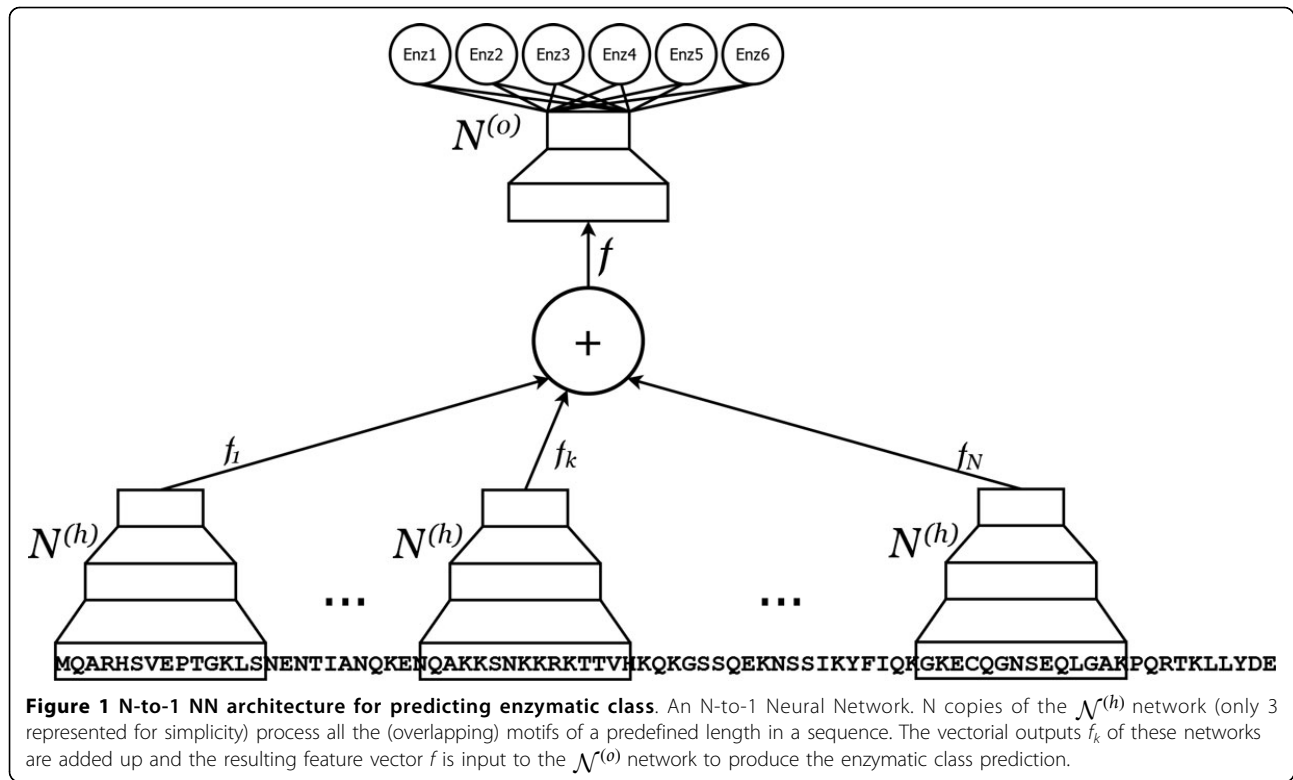 Enz1 Enz2 Enz3 Enz4 Enz5 Enz6
N(o)
f
+
f1 fk fN
N(h) N(h) N(h)
... ...
MQARHSVEPTGKLSNENTIANQKENQAKKSNKKRKTTVHKQKGSSQEKNSSIKYFIQKGKECQGNSEQLGAKPQRTKLLYDE
Figure 1 N-to-1 NN architecture for predicting enzymatic class. An N-to-1 Neural Network. N copies of the N(h) network (only 3
represented for simplicity) process all the (overlapping) motifs of a predefined length in a sequence. The vectorial outputs fk of these networks
are added up and the resulting feature vector f is input to the N(o) network to produce the enzymatic class prediction.